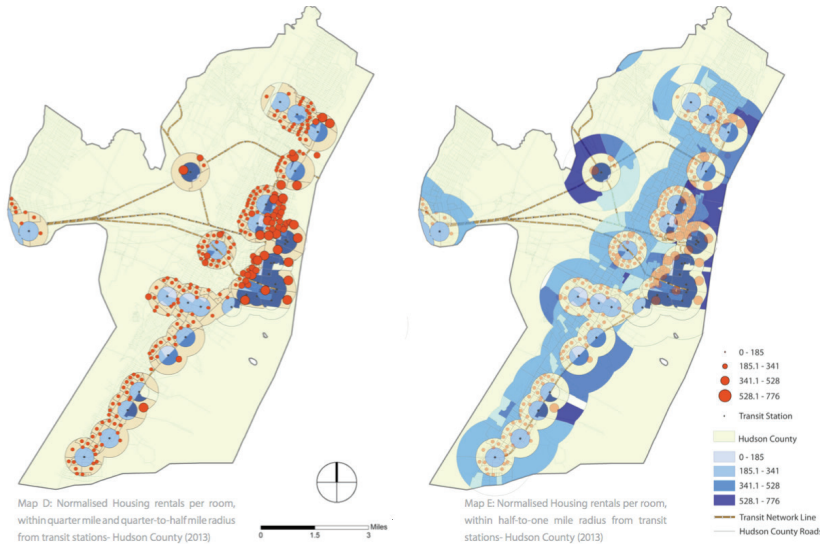 0 - 185
185.1 - 341
341.1 - 528
528.1 - 776
Transit Station
Hudson County
0 - 185
185.1 - 341
341.1 - 528
528.1 - 776
Transit Network Line
Hudson County Roads
Map D: Normalised Housing rentals per room,
within quarter mile and quarter-to-half mile radius
from transit stations- Hudson County (2013)
Miles
0 1.5 3
Map E: Normalised Housing rentals per room,
within half-to-one mile radius from transit
stations- Hudson County (2013)